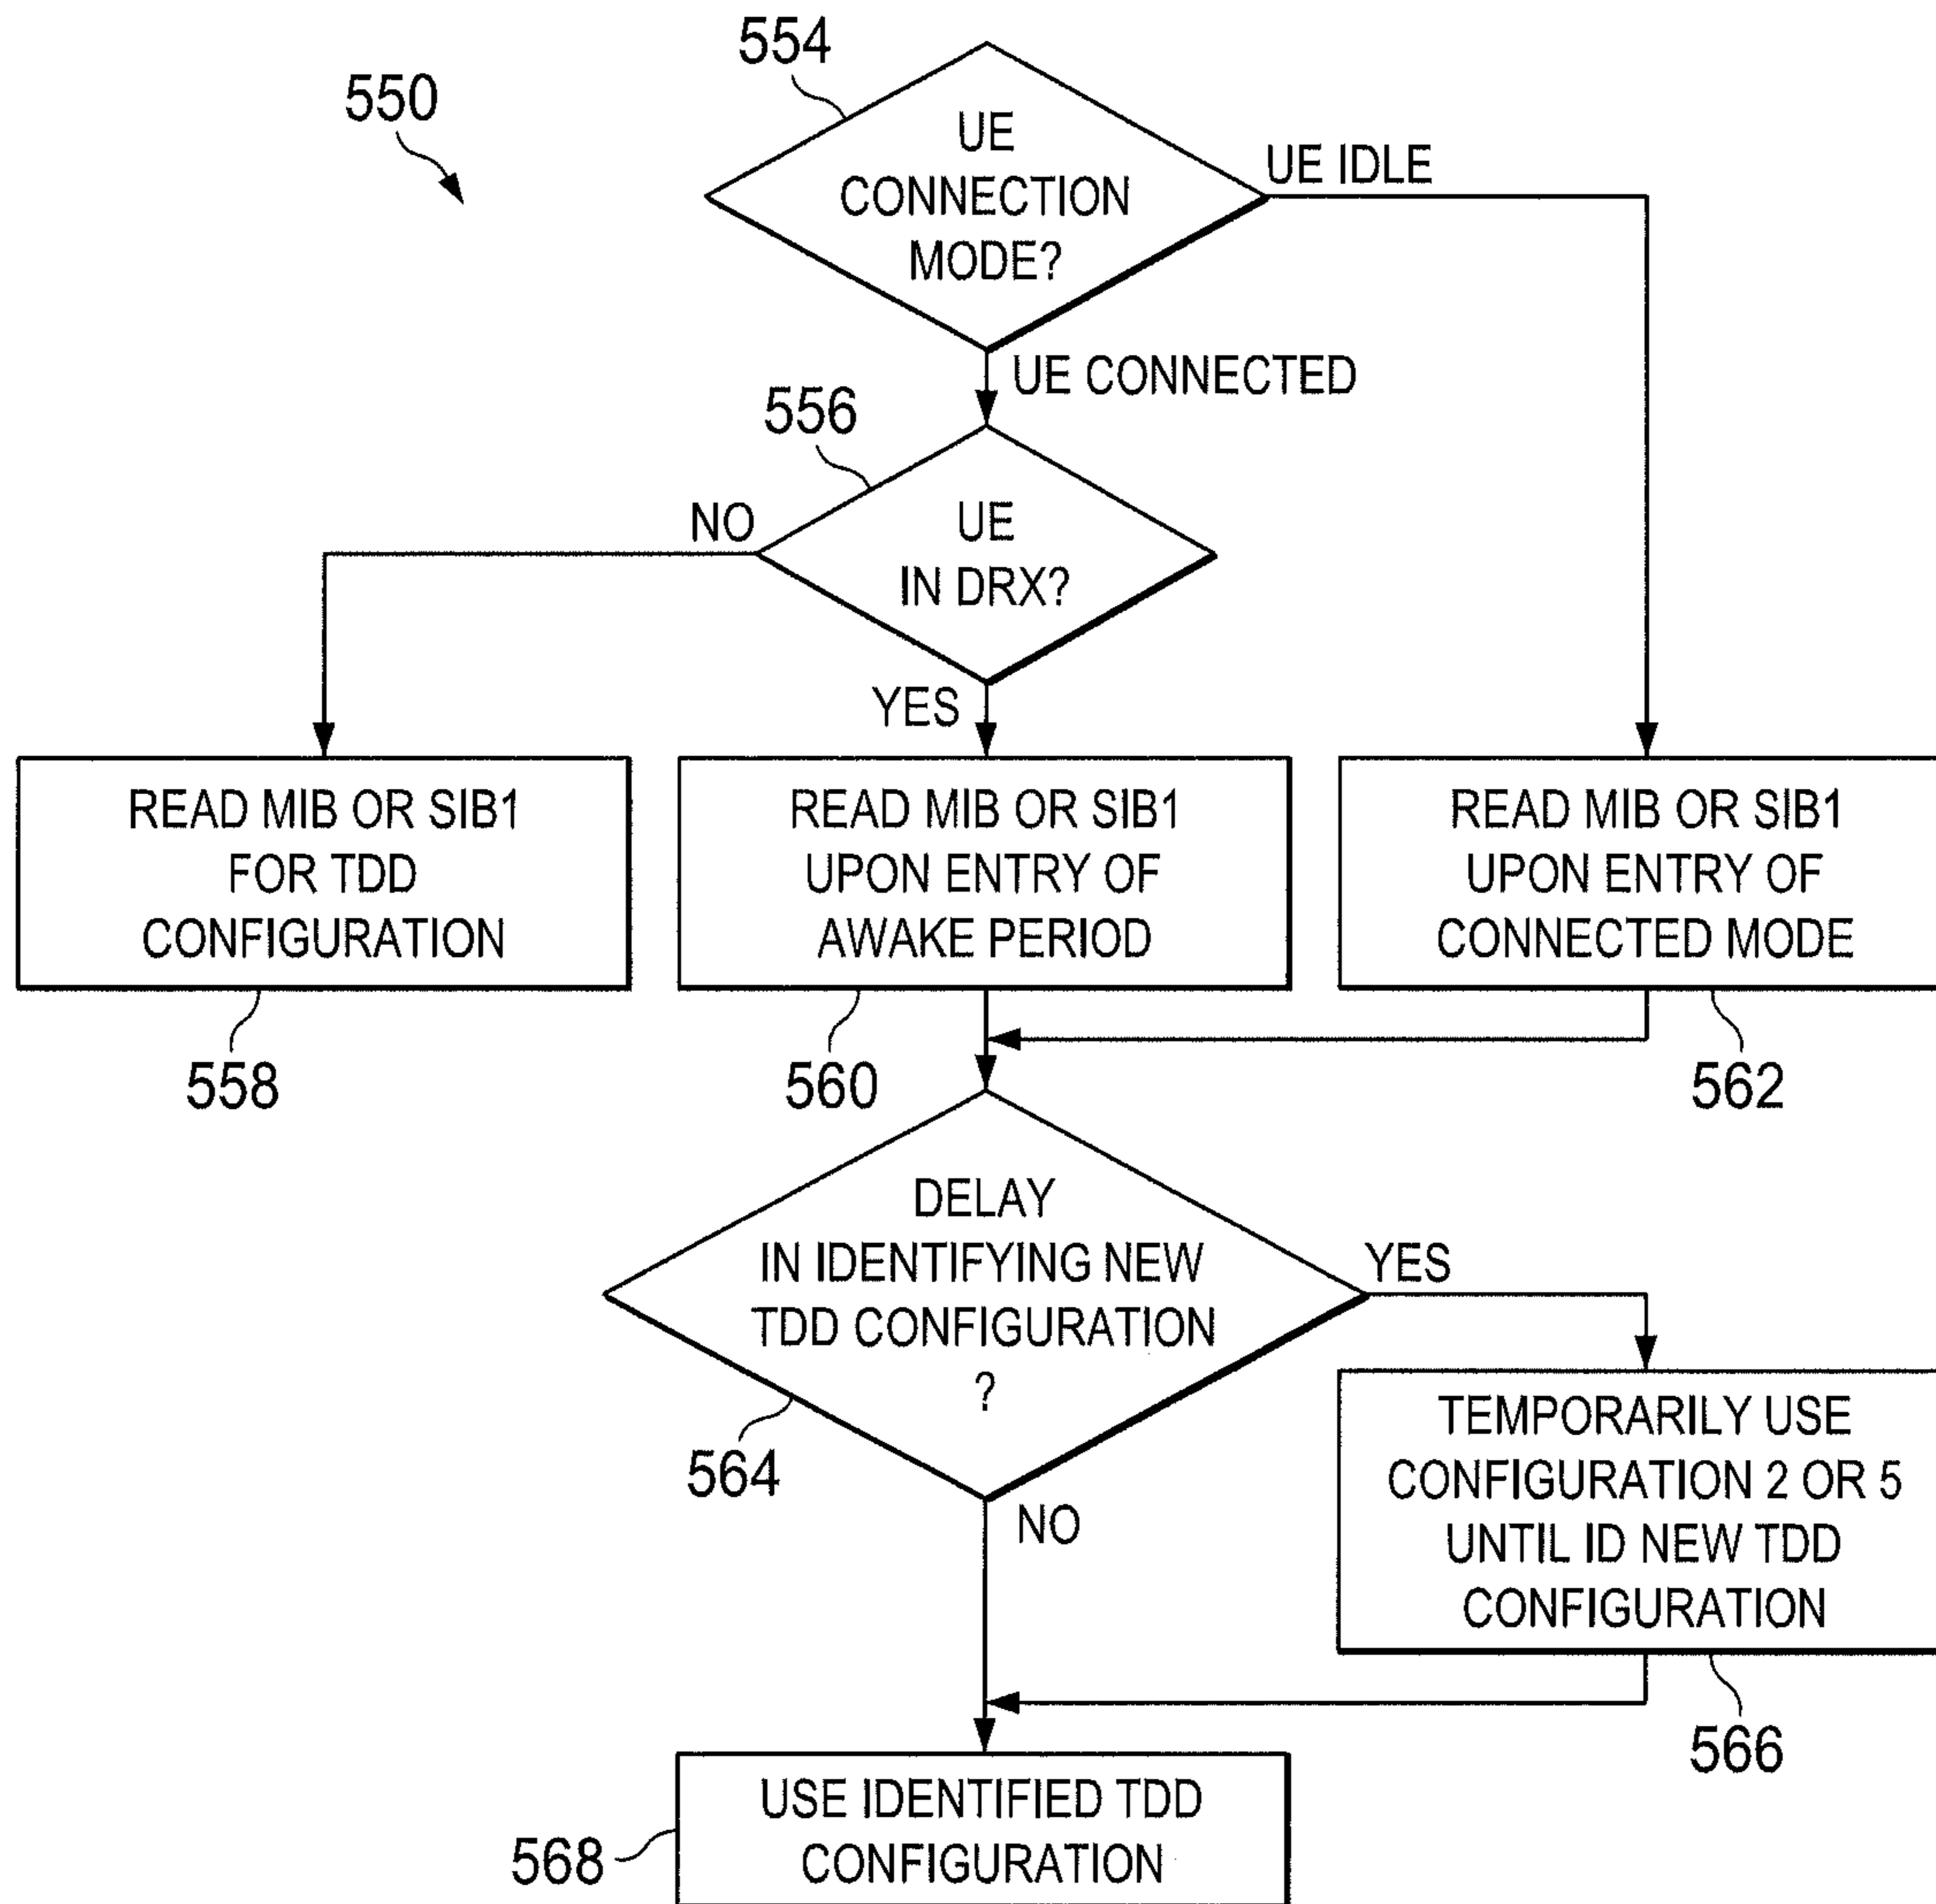 554
550
UE
CONNECTION
MODE?
UE IDLE
UE CONNECTED
556
NO
UE
IN DRX?
YES
READ MIB OR SIB1
FOR TDD
CONFIGURATION
READ MIB OR SIB1
UPON ENTRY OF
AWAKE PERIOD
READ MIB OR SIB1
UPON ENTRY OF
CONNECTED MODE
558
560
562
DELAY
IN IDENTIFYING NEW
TDD CONFIGURATION
?
YES
564
NO
TEMPORARILY USE
CONFIGURATION 2 OR 5
UNTIL ID NEW TDD
CONFIGURATION
566
USE IDENTIFIED TDD
CONFIGURATION
568